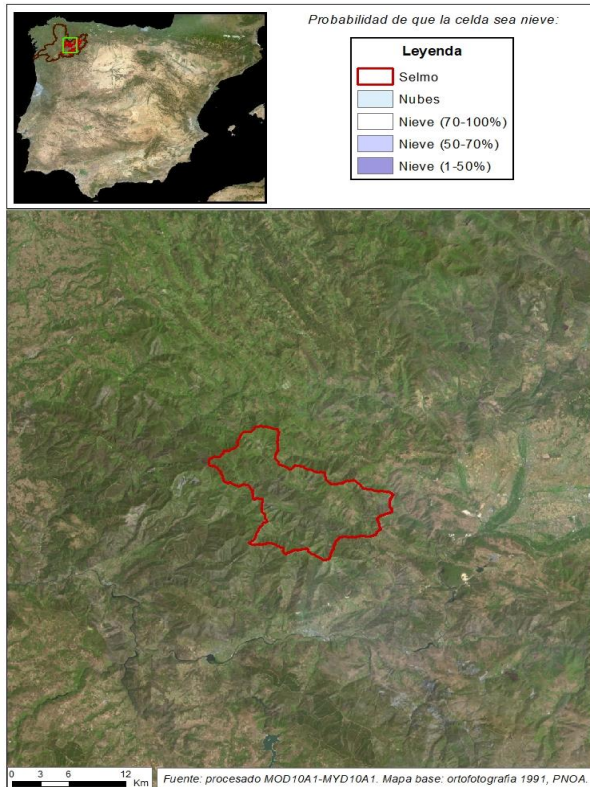 Probabilidad de que la celda sea nieve:
Leyenda
Selmo
Nubes
Nieve (70-100%)
Nieve (50-70%)
Nieve (1-50%)
0 3 6 12
Km
Fuente: procesado MOD10A1-MYD10A1. Mapa base: ortofotografia 1991, PNOA.